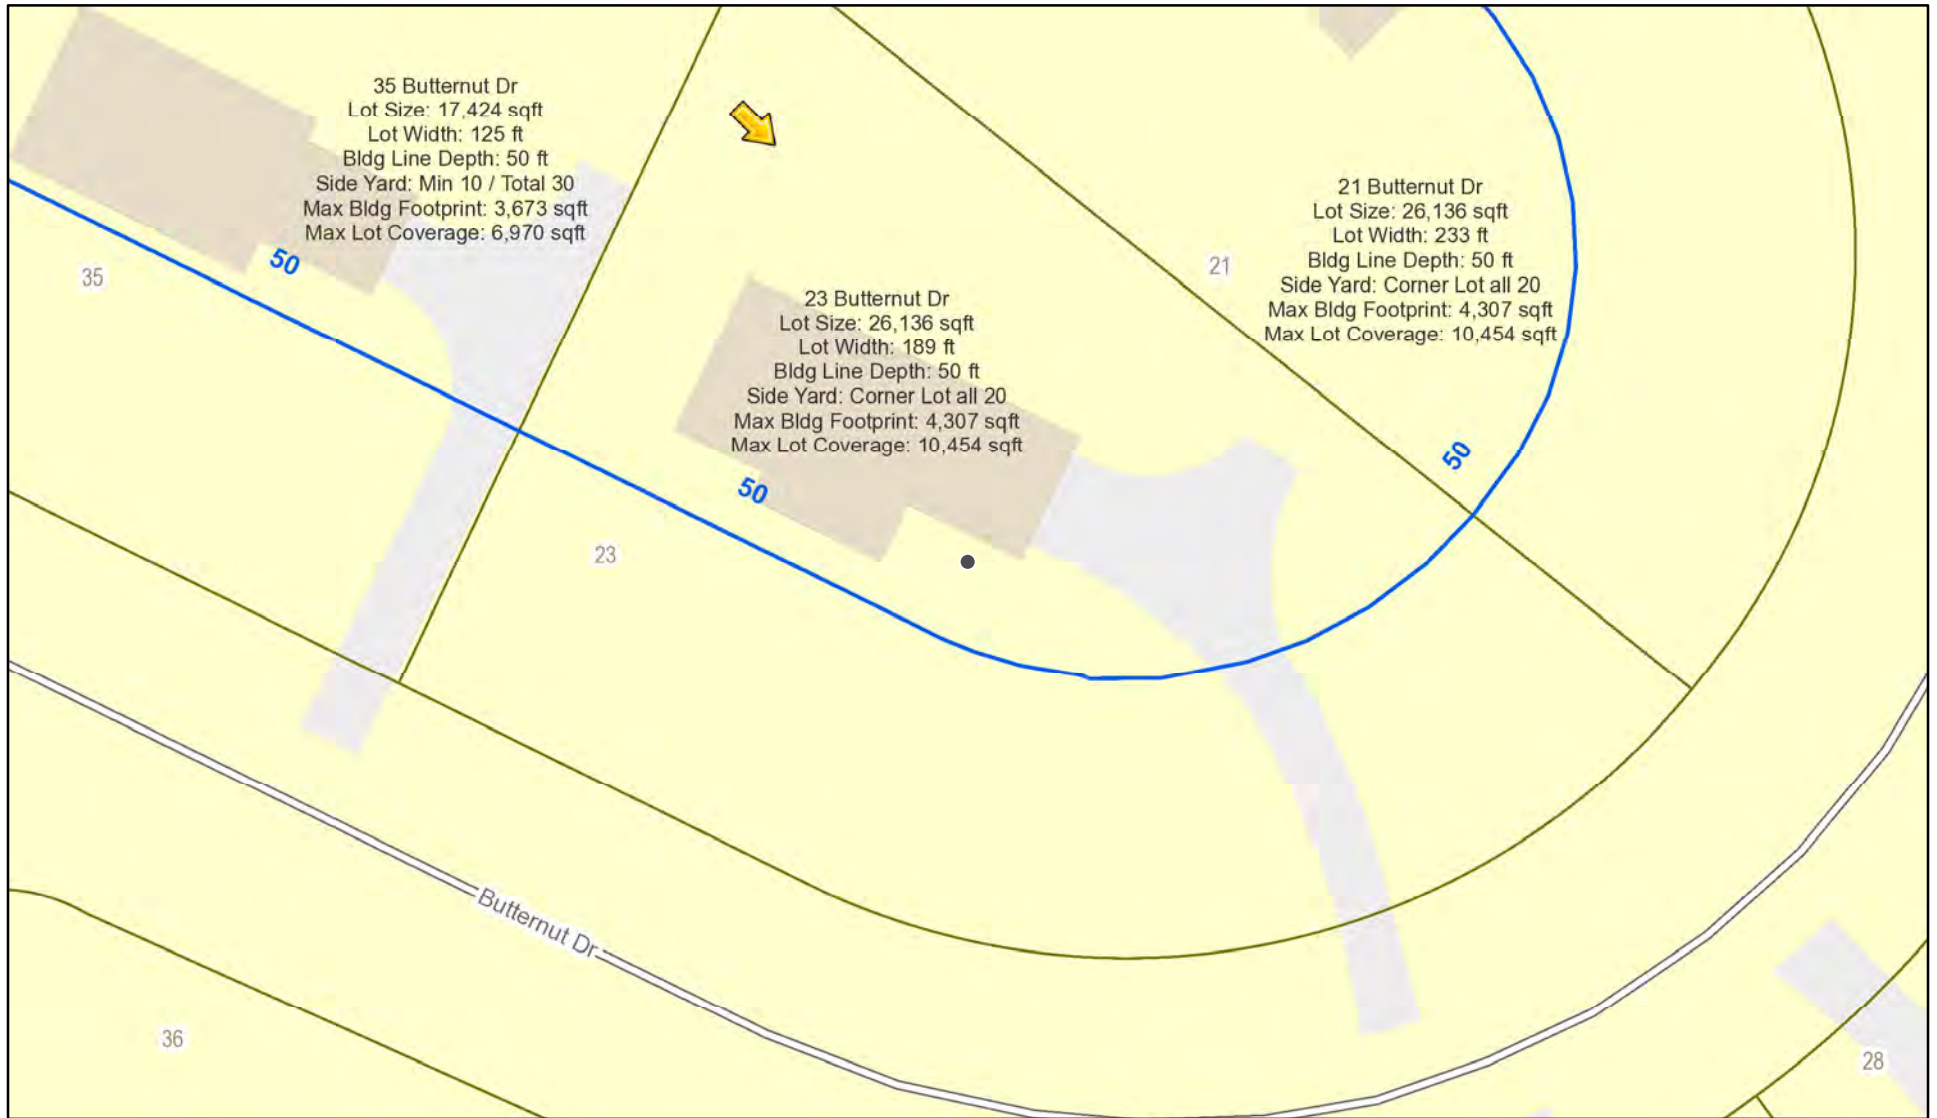 35 Butternut Dr
Lot Size: 17,424 sqft
Lot Width: 125 ft
Bldg Line Depth: 50 ft
Side Yard: Min 10 / Total 30
Max Bldg Footprint: 3,673 sqft
Max Lot Coverage: 6,970 sqft
50
35
21 Butternut Dr
Lot Size: 26,136 sqft
Lot Width: 233 ft
Bldg Line Depth: 50 ft
Side Yard: Corner Lot all 20
Max Bldg Footprint: 4,307 sqft
Max Lot Coverage: 10,454 sqft
21
23 Butternut Dr
Lot Size: 26,136 sqft
Lot Width: 189 ft
Bldg Line Depth: 50 ft
Side Yard: Corner Lot all 20
Max Bldg Footprint: 4,307 sqft
Max Lot Coverage: 10,454 sqft
50
50
23
Butternut Dr
36
28